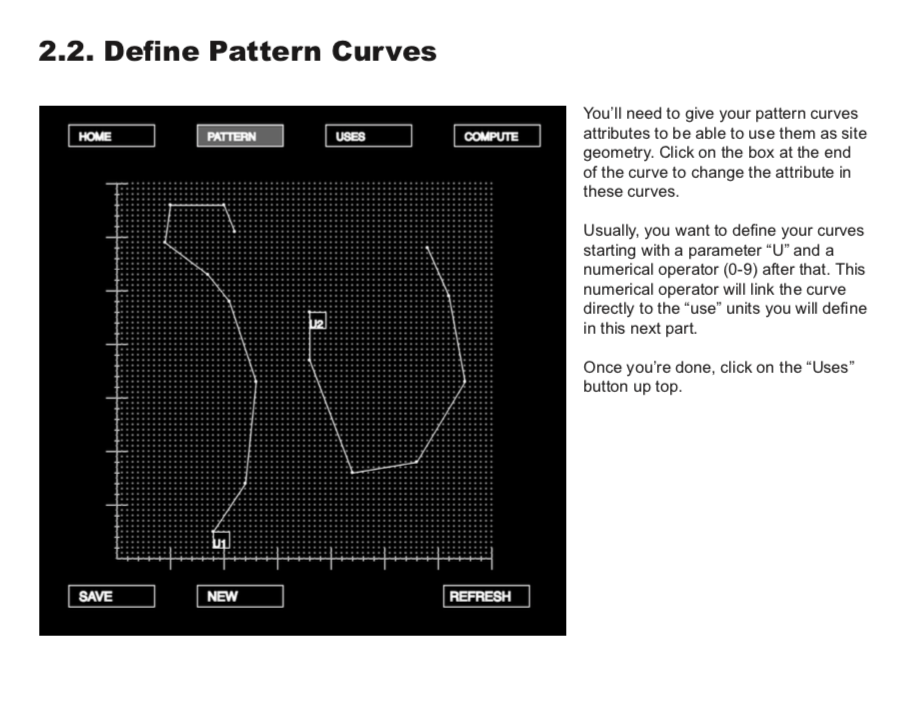 2.2. Define Pattern Curves
HOME
PATTERN
USES
COMPUTE
U2
U1
SAVE
NEW
REFRESH
You'll need to give your pattern curves
attributes to be able to use them as site
geometry. Click on the box at the end
of the curve to change the attribute in
these curves.
Usually, you want to define your curves
starting with a parameter “U” and a
numerical operator (0-9) after that. This
numerical operator will link the curve
directly to the “use” units you will define
in this next part.
Once you're done, click on the “Uses”
button up top.